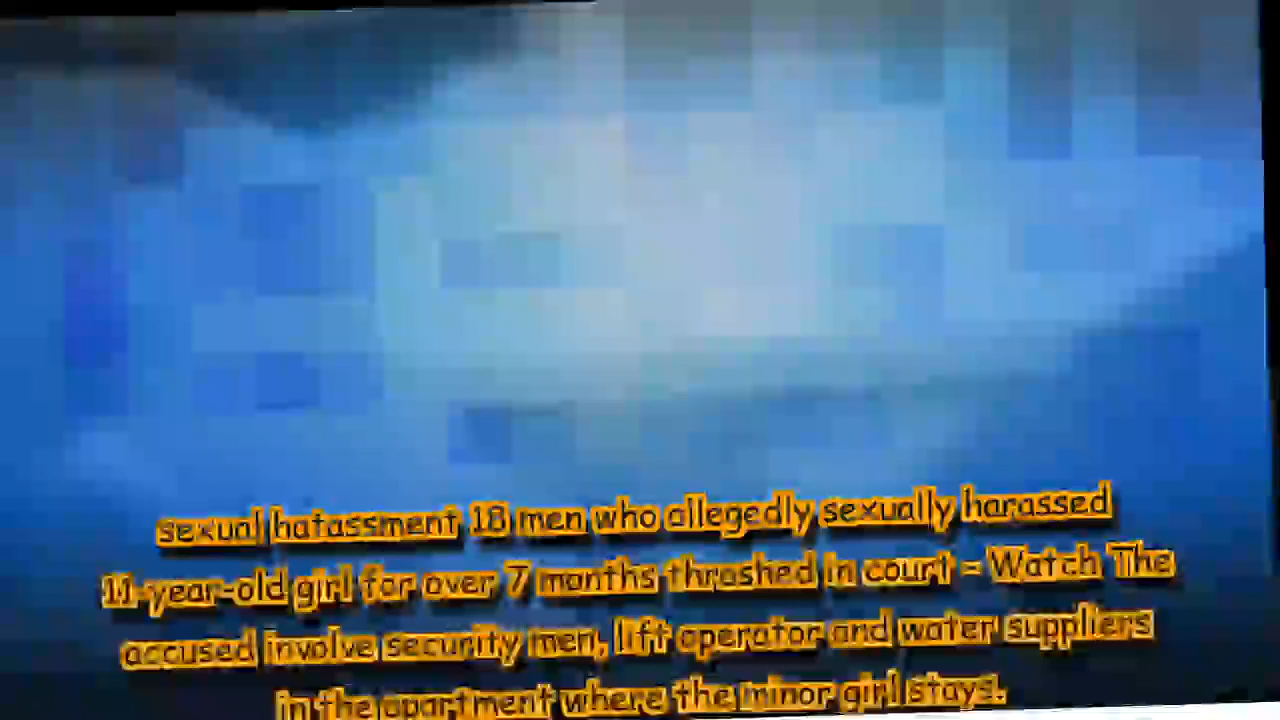 sexual hatassment 18 men who allegedly sexually harassed
11-year-old girl for over 7 months thrashed in court - Watch The
accused involve security men, lift operator and water suppliers
in the apartment where the minor girl stays.